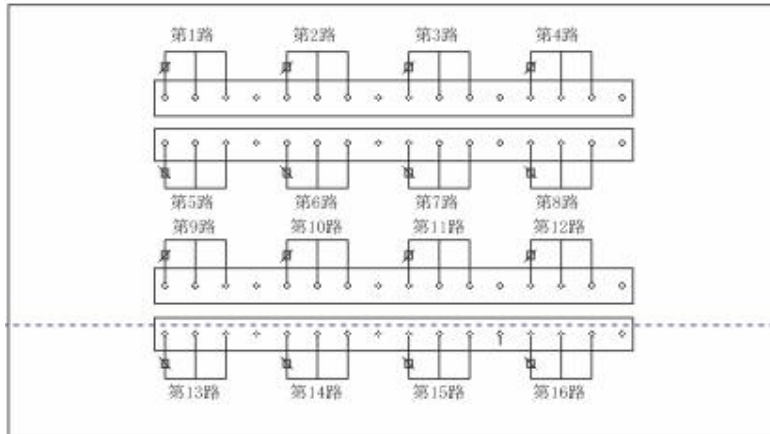 第1路 第2路 第3路 第4路
第5路 第6路 第7路 第8路
第9路 第10路 第11路 第12路
第13路 第14路 第15路 第16路